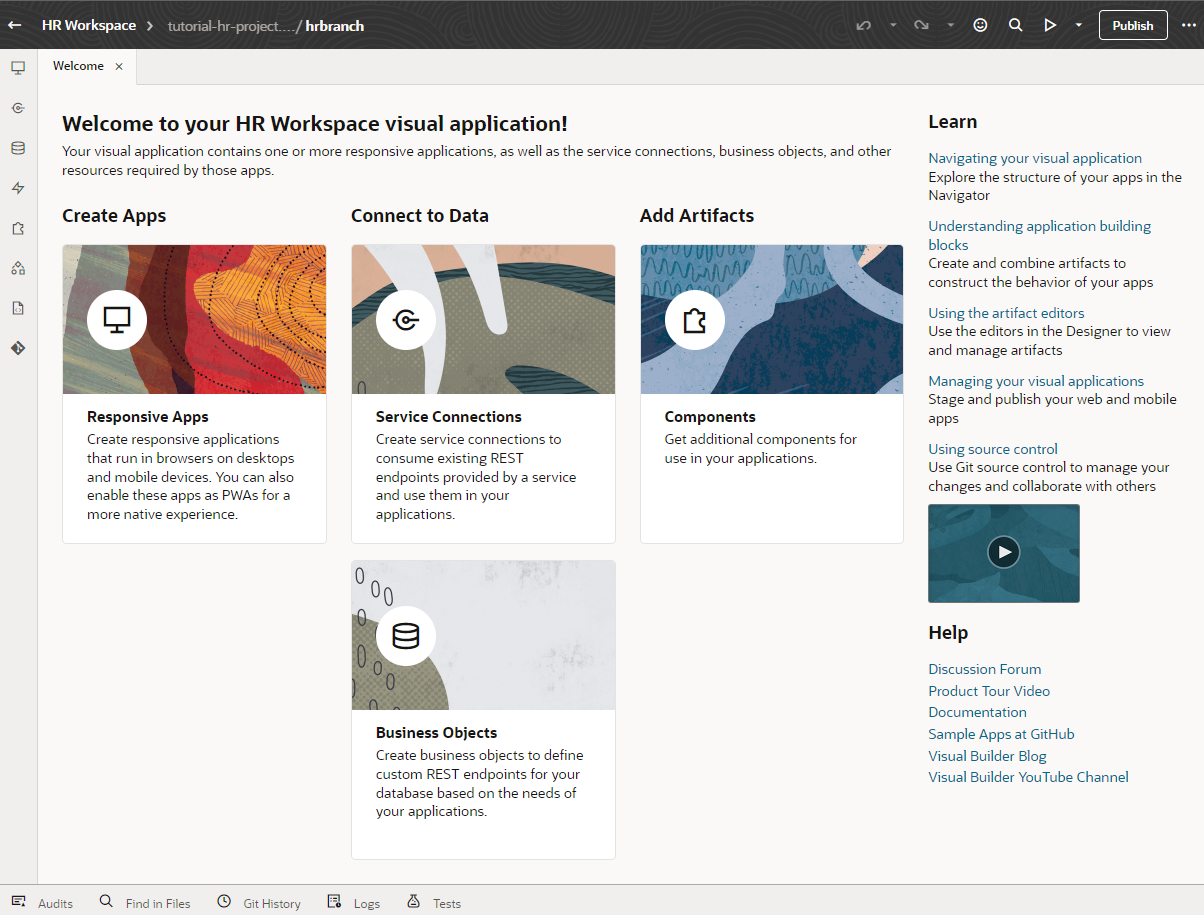 HR Workspace
tutorial-hr-project..../ hrbranch
Publish
Welcome
Welcome to your HR Workspace visual application!
Your visual application contains one or more responsive applications, as well as the service connections, business objects, and other
resources required by those apps.
Create Apps
Responsive Apps
Create responsive applications
that run in browsers on desktops
and mobile devices. You can also
enable these apps as PWAs for a
more native experience.
Connect to Data
Service Connections
Create service connections to
consume existing REST
endpoints provided by a service
and use them in your
applications.
Business Objects
Create business objects to define
custom REST endpoints for your
database based on the needs of
your applications.
Add Artifacts
Components
Get additional components for
use in your applications.
Learn
Navigating your visual application
Explore the structure of your apps in the
Navigator
Understanding application building
blocks
Create and combine artifacts to
construct the behavior of your apps
Using the artifact editors
Use the editors in the Designer to view
and manage artifacts
Managing your visual applications
Stage and publish your web and mobile
apps
Using source control
Use Git source control to manage your
changes and collaborate with others
Help
Discussion Forum
Product Tour Video
Documentation
Sample Apps at GitHub
Visual Builder Blog
Visual Builder YouTube Channel
Audits
Find in Files
Git History
Logs
Tests